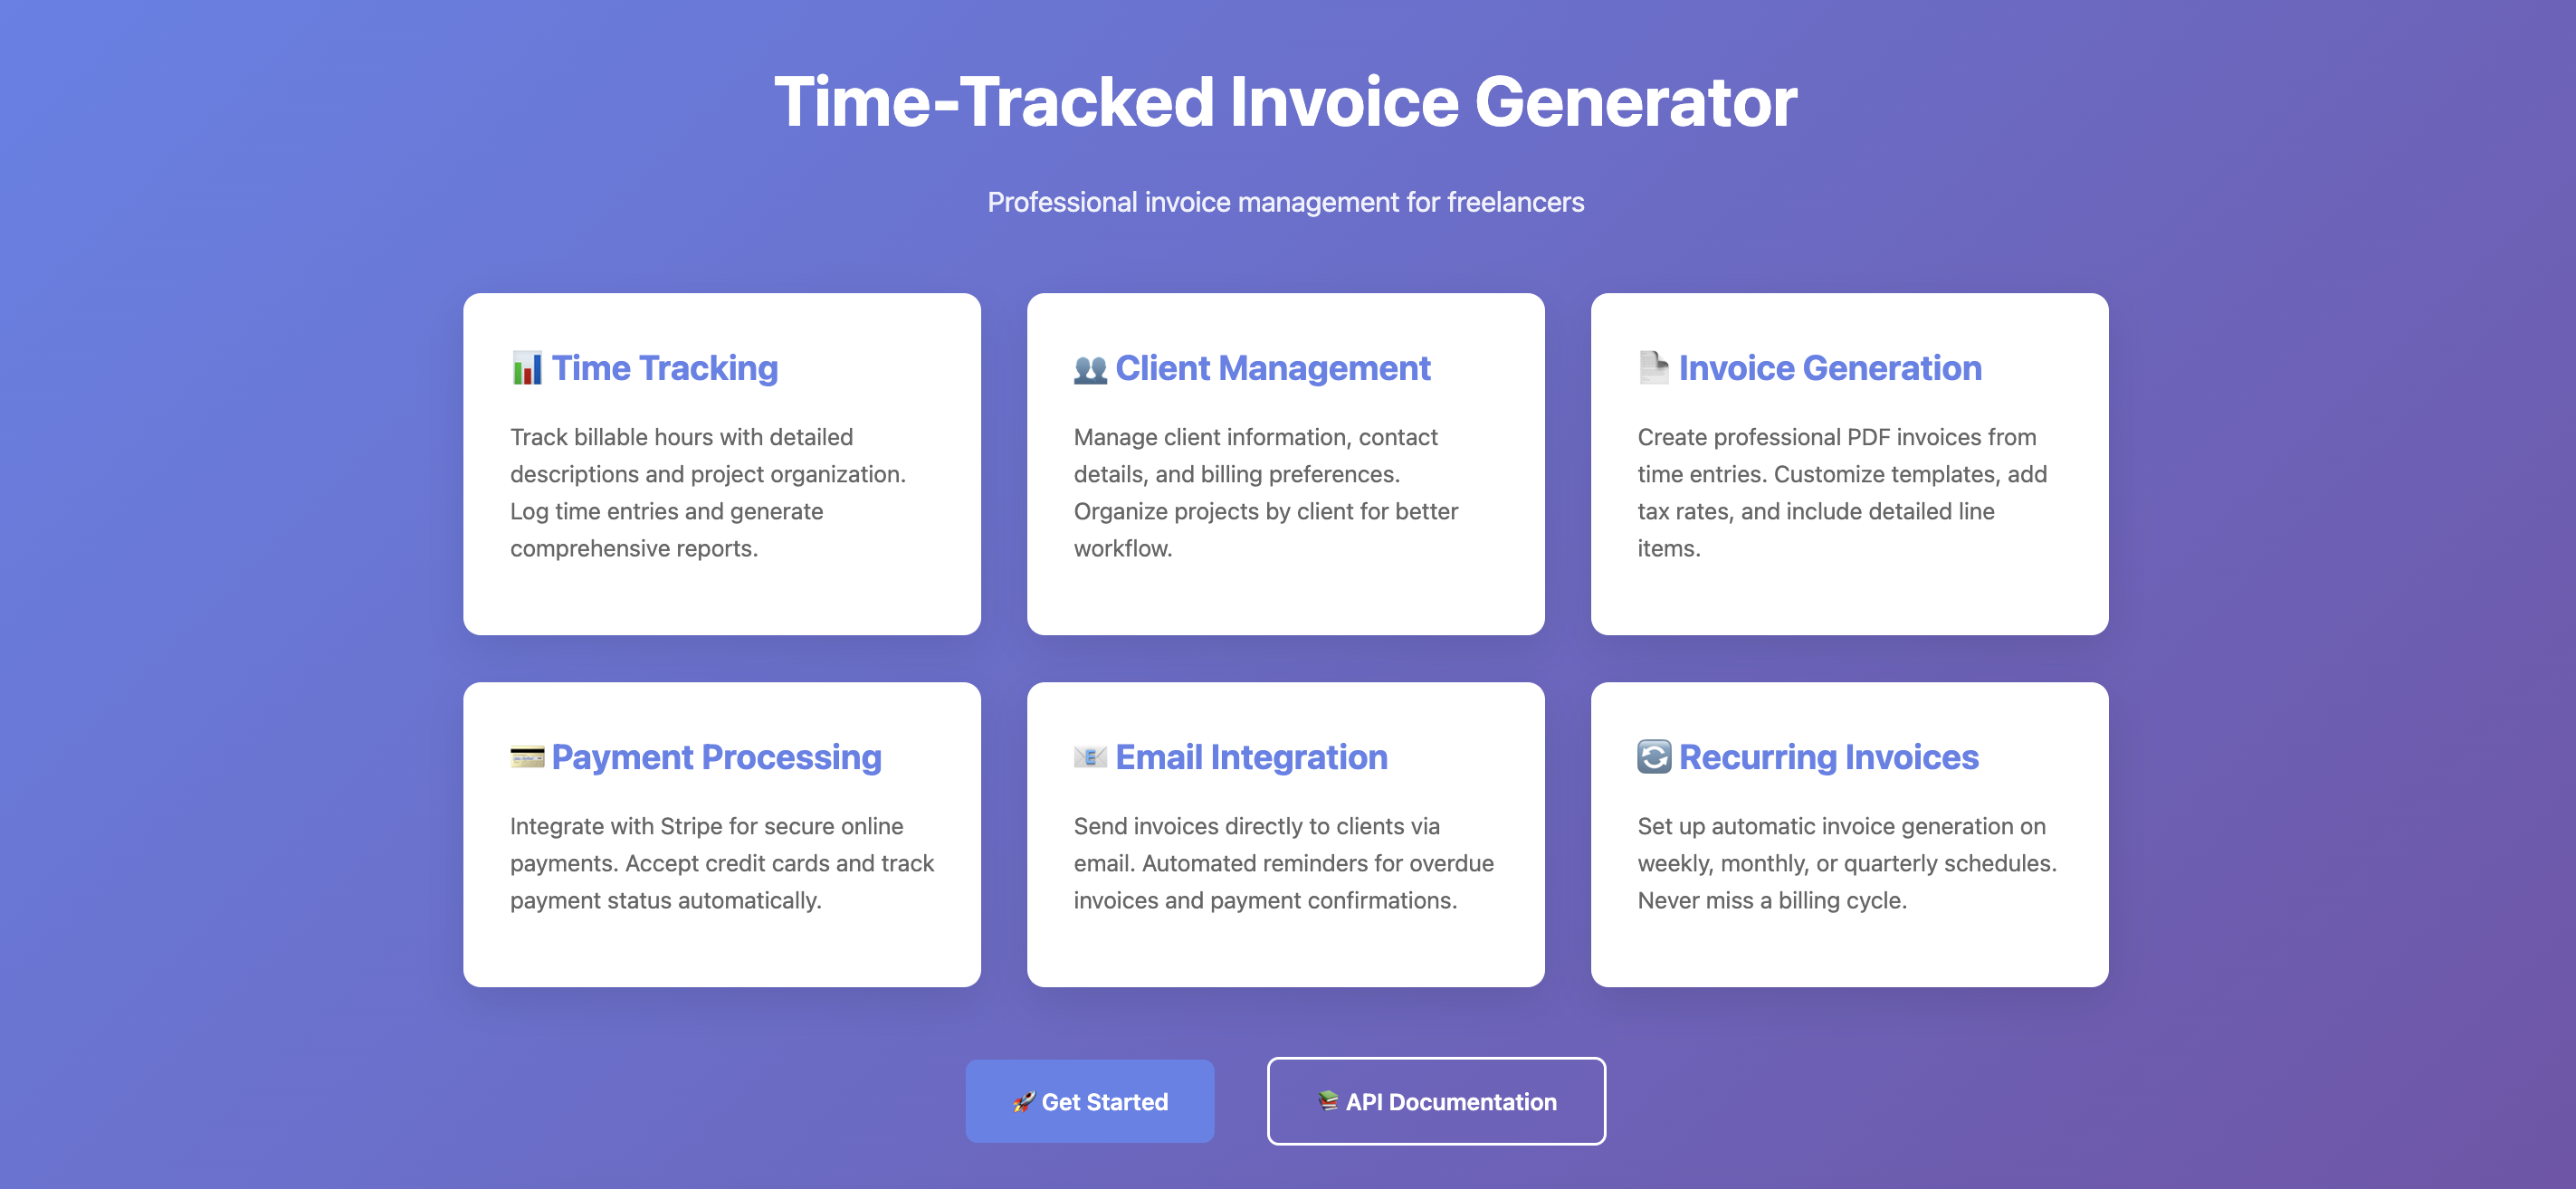 Time-Tracked Invoice Generator
Professional invoice management for freelancers
Time Tracking
Track billable hours with detailed
descriptions and project organization.
Log time entries and generate
comprehensive reports.
Client Management
Manage client information, contact
details, and billing preferences.
Organize projects by client for better
workflow.
Invoice Generation
Create professional PDF invoices from
time entries. Customize templates, add
tax rates, and include detailed line
items.
Payment Processing
Integrate with Stripe for secure online
payments. Accept credit cards and track
payment status automatically.
Email Integration
Send invoices directly to clients via
email. Automated reminders for overdue
invoices and payment confirmations.
Recurring Invoices
Set up automatic invoice generation on
weekly, monthly, or quarterly schedules.
Never miss a billing cycle.
Get Started
API Documentation